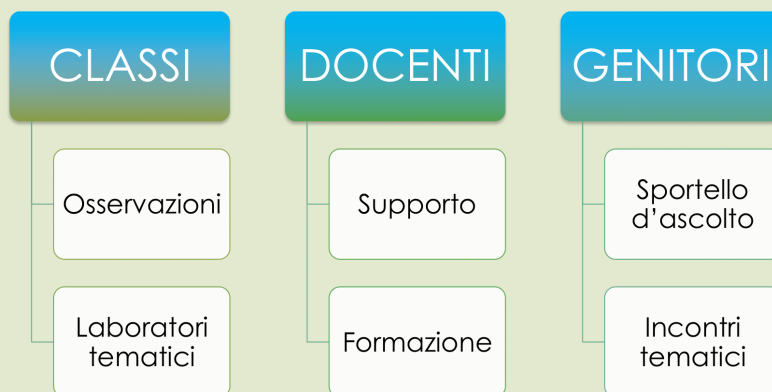 CLASSI
Osservazioni
Laboratori
tematici
DOCENTI
Supporto
Formazione
GENITORI
Sportello
d’ascolto
Incontri
tematici